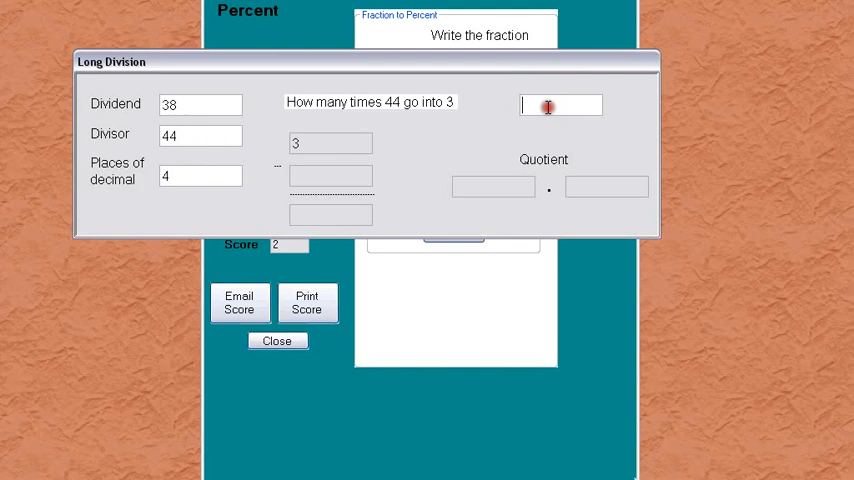 Percent
Fraction to Percent
Write the fraction
Long Division
Dividend 38
How many times 44 go into 3
Divisor 44
3
Places of decimal 4
Quotient
.
Score 2
Email Score
Print Score
Close